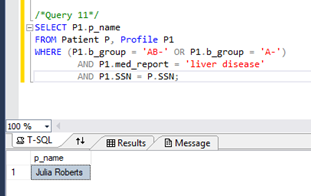 /*Query 11*/
SELECT P1.p_name
FROM Patient P, Profile P1
WHERE (P1.b_group = 'AB-' OR P1.b_group = 'A-')
AND P1.med_report = 'liver disease'
AND P1.SSN = P.SSN;
100 %
T-SQL Results Message
p_name
1 Julia Roberts